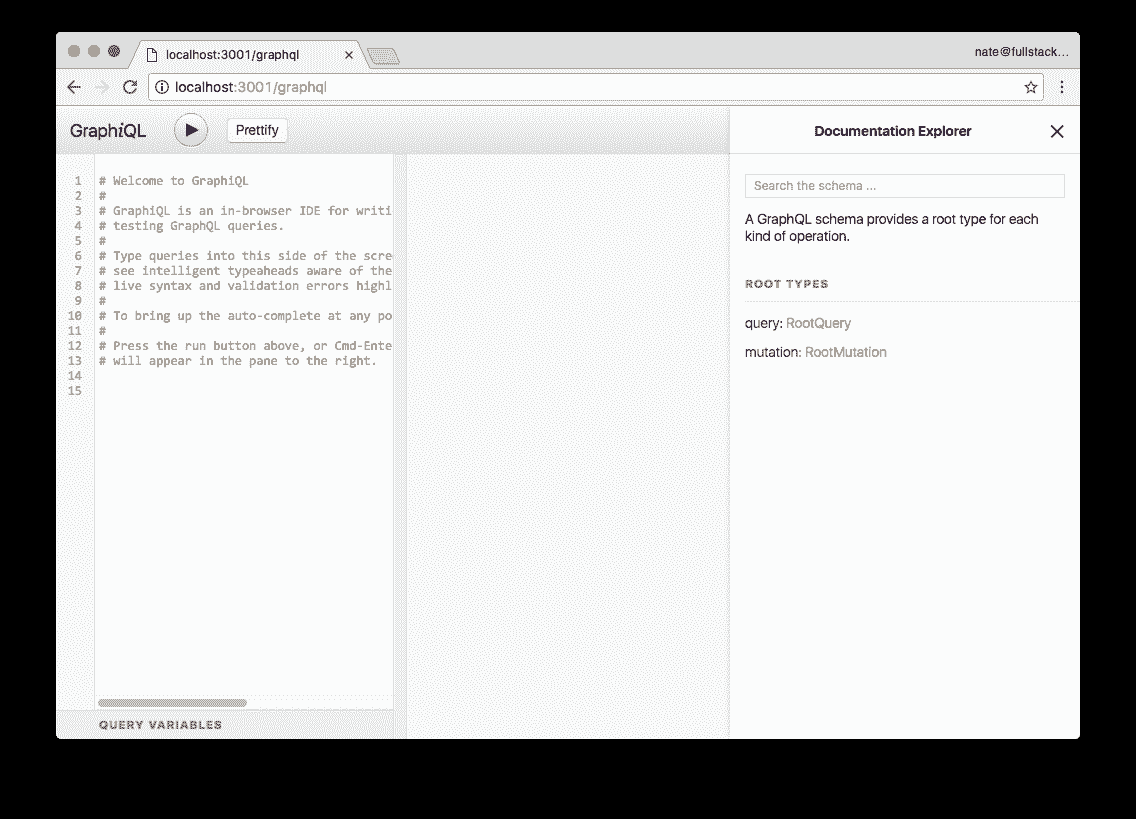 localhost:3001/graphql
nate@fullstack...
localhost:3001/graphql
GraphiQL
Prettify
1 # Welcome to GraphiQL
2 #
3 # GraphiQL is an in-browser IDE for writi
4 # testing GraphQL queries.
5 #
6 # Type queries into this side of the scre
7 # see intelligent typeaheads aware of the
8 # live syntax and validation errors highl
9 #
10 # To bring up the auto-complete at any po
11 #
12 # Press the run button above, or Cmd-Ente
13 # will appear in the pane to the right.
14
15
QUERY VARIABLES
Documentation Explorer
Search the schema ...
A GraphQL schema provides a root type for each
kind of operation.
ROOT TYPES
query: RootQuery
mutation: RootMutation